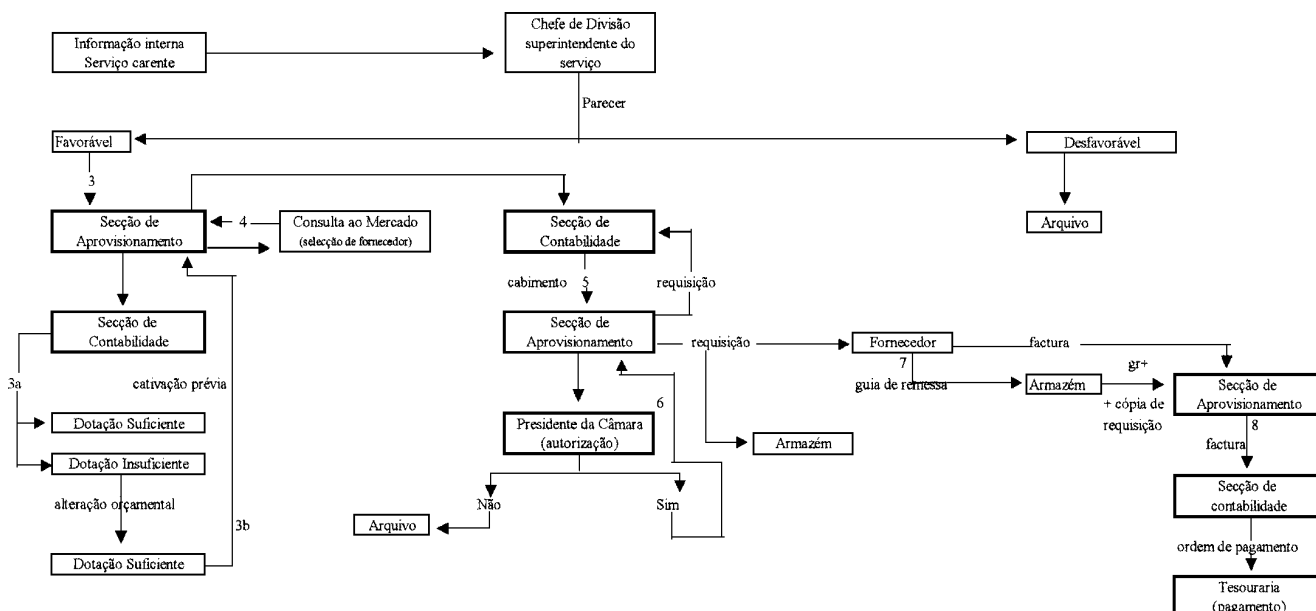 Informação interna
Serviço carente
Chefe de Divisão
superintendente do
serviço
Parecer
Favorável
Desfavorável
3
Secção de
Aprovisionamento
4
Consulta ao Mercado
(selecção de fornecedor)
Secção de
Contabilidade
Arquivo
cabimento
5
requisição
Secção de
Contabilidade
Secção de
Aprovisionamento
requisição
Fornecedor
factura
7
guia de remessa
Armazém
gr+
+ cópia de
requisição
Secção de
Aprovisionamento
3a
cativação prévia
6
8
Dotação Suficiente
Presidente da Câmara
(autorização)
Armazém
factura
Dotação Insuficiente
Secção de
contabilidade
alteração orçamental
3b
Não
Sim
Arquivo
ordem de pagamento
Dotação Suficiente
Tesouraria
(pagamento)